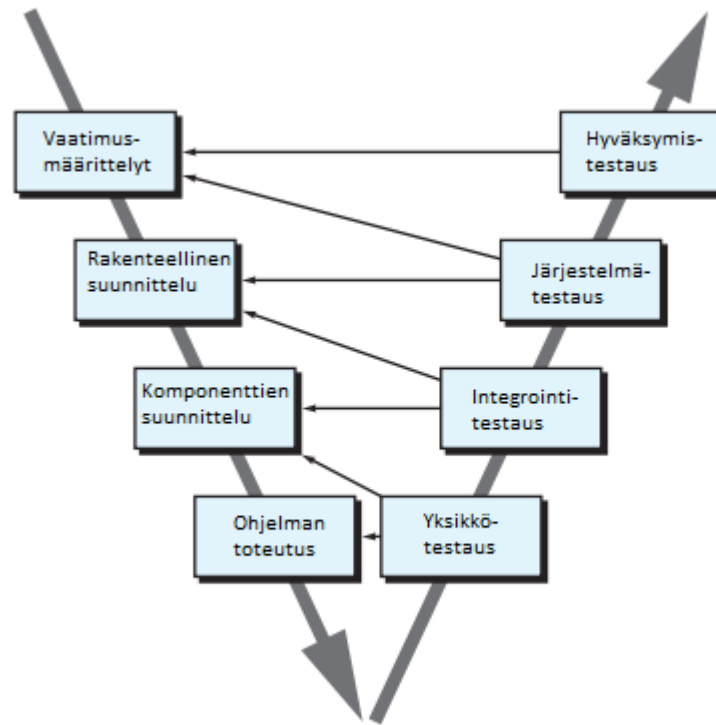 Vaatimus-
määrittelyt
Hyväksymis-
testaus
Rakenteellinen
suunnittelu
Järjestelmä-
testaus
Komponenttien
suunnittelu
Integrointi-
testaus
Ohjelman
toteutus
Yksikkö-
testaus